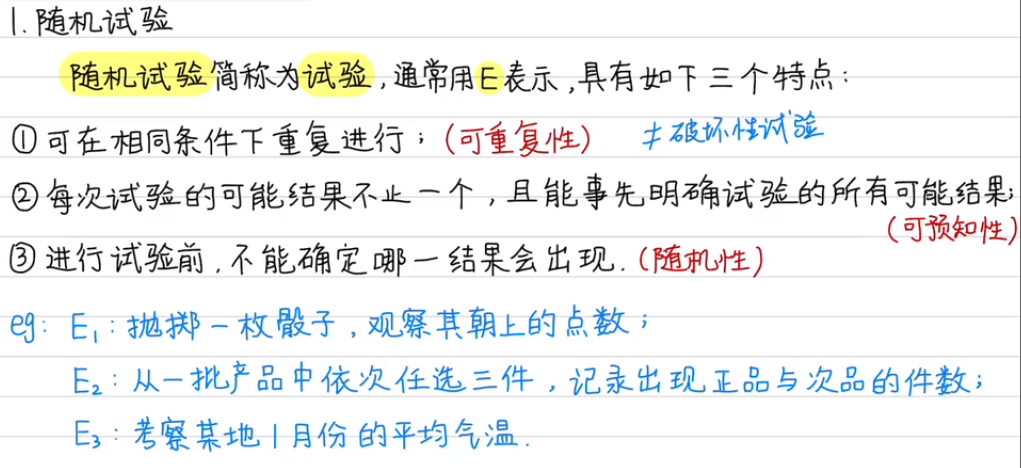 1. 随机试验
随机试验简称为试验,通常用E表示,具有如下三个特点:
①可在相同条件下重复进行;(可重复性) ≠破坏性试验
②每次试验的可能结果不止一个,且能事先明确试验的所有可能结果;
(可预知性)
③进行试验前,不能确定哪一结果会出现.(随机性)
eg: E₁:抛掷一枚骰子,观察其朝上的点数;
E₂:从一批产品中依次任选三件,记录出现正品与次品的件数;
E₃:考察某地1月份的平均气温.